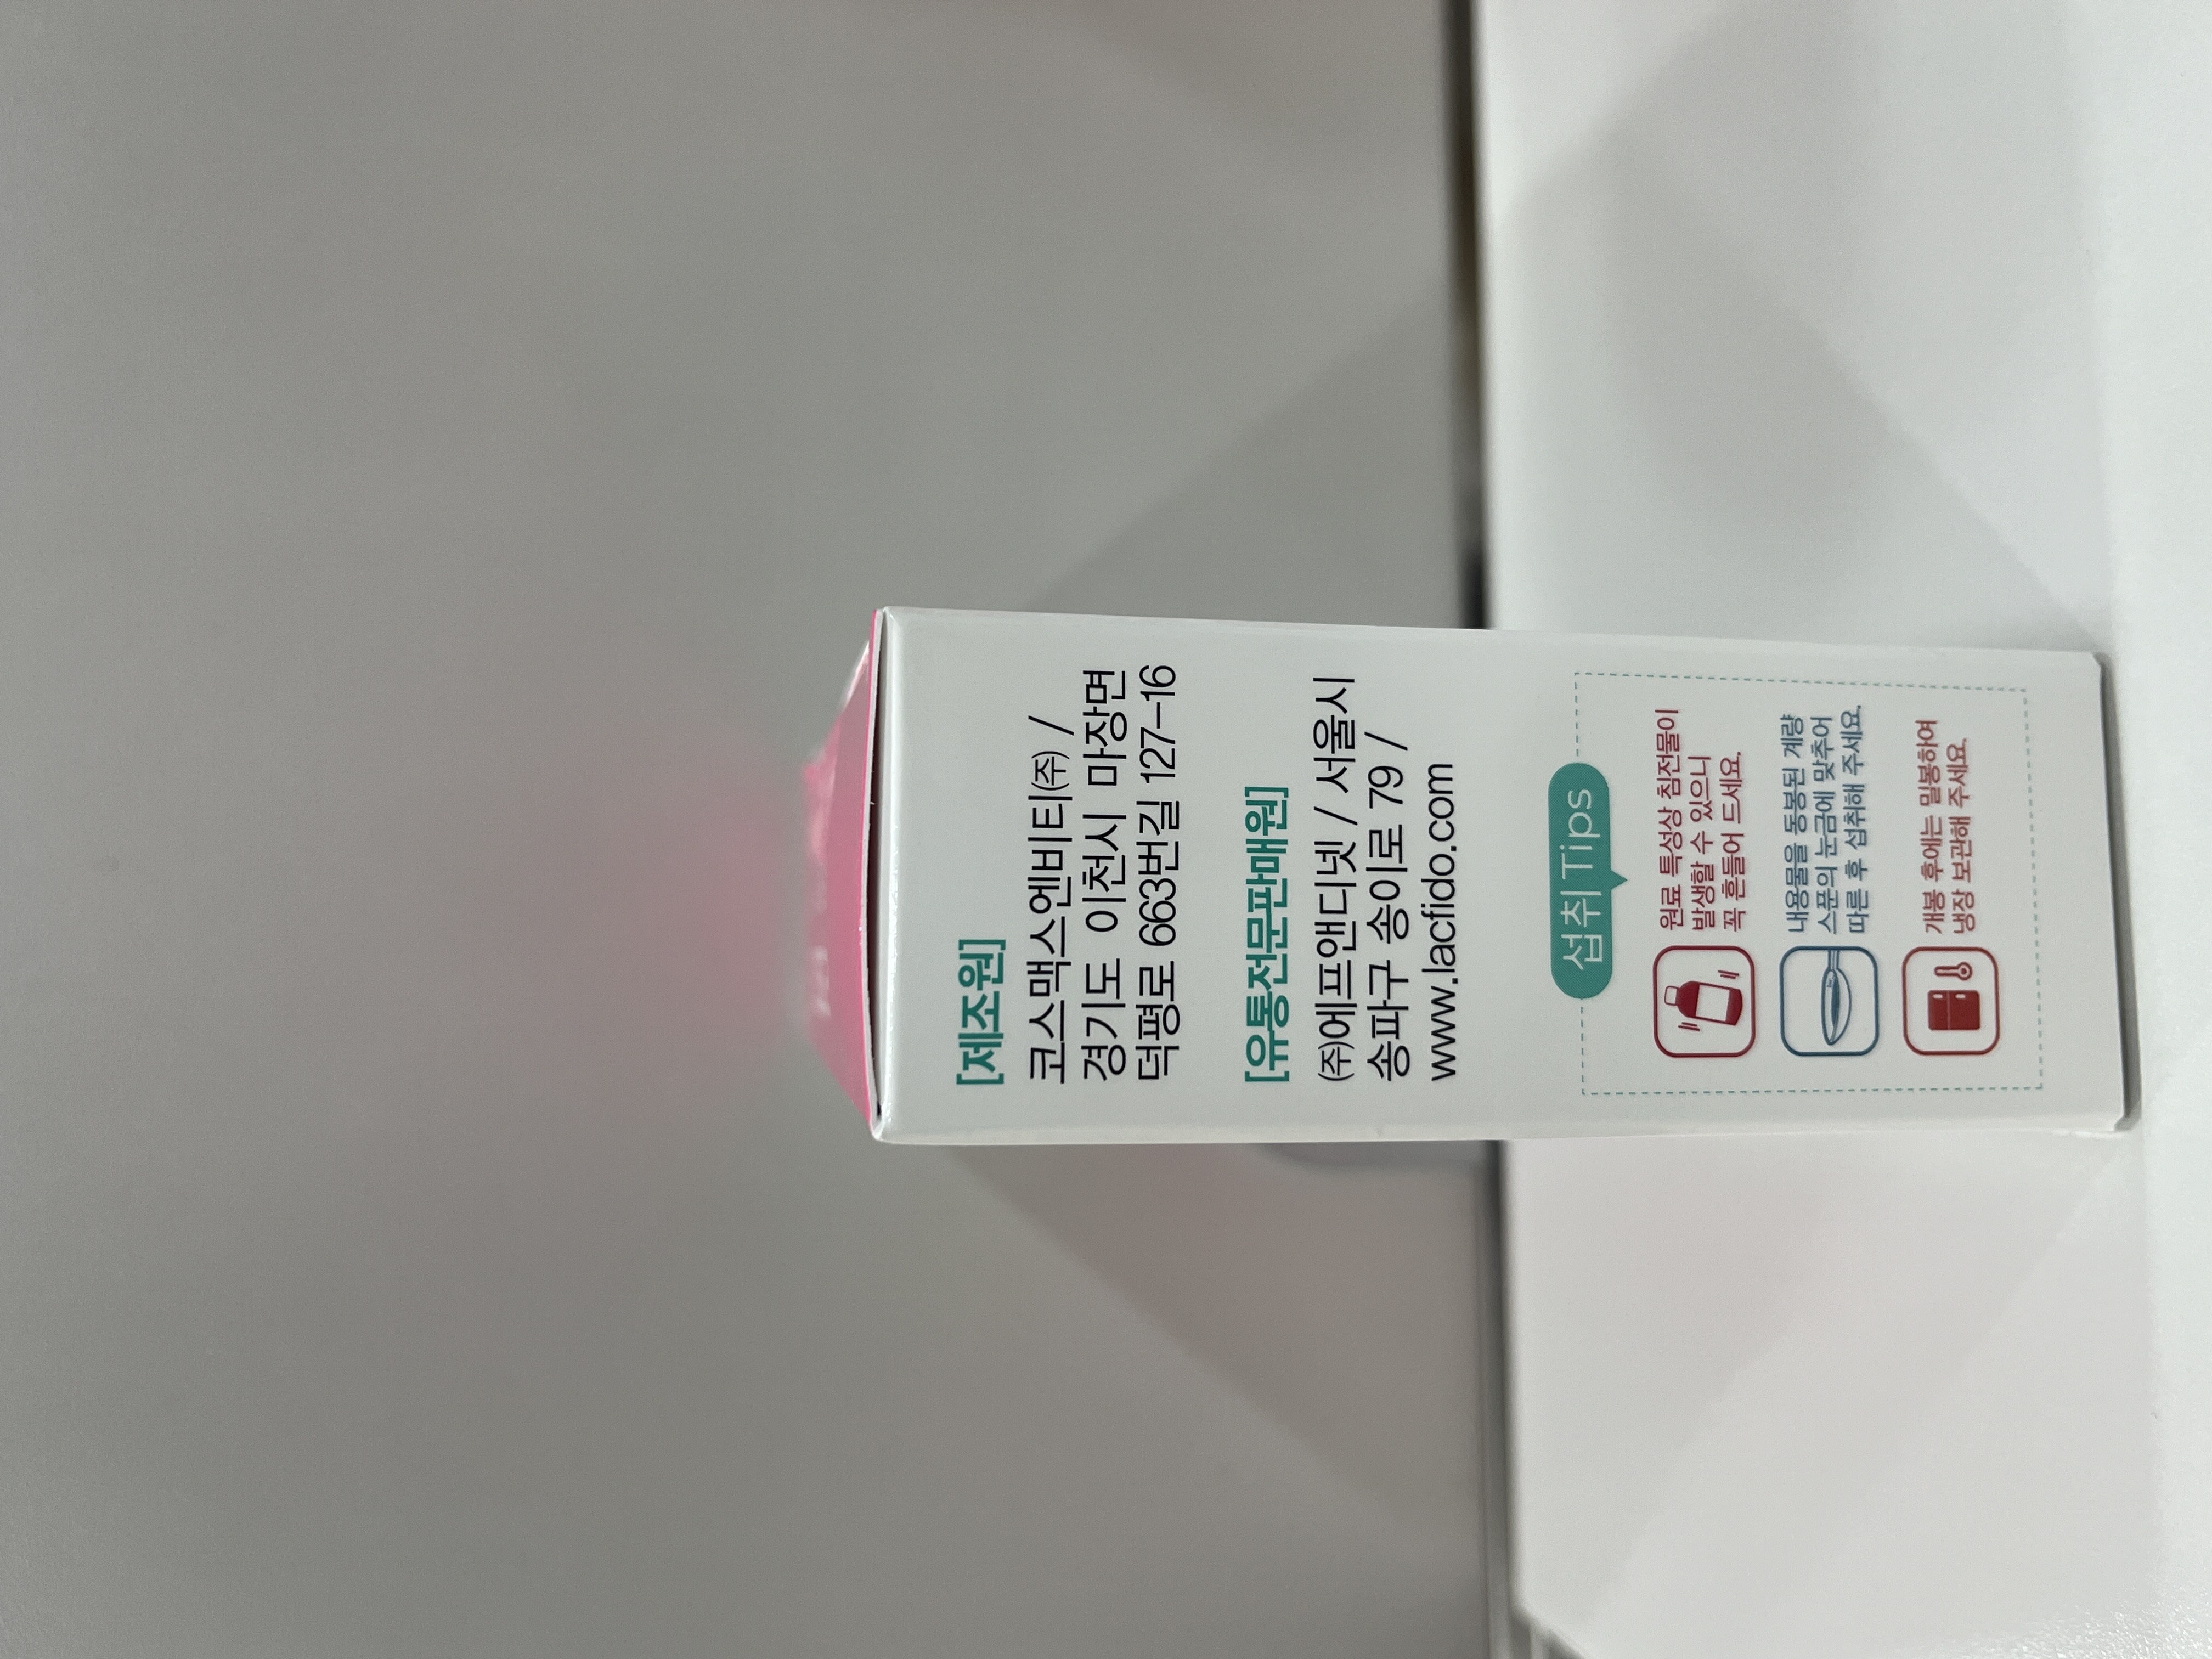 [제조원]
코스맥스엔비티㈜ /
경기도 이천시 마장면
덕평로 663번길 127-16
[유통전문판매원]
㈜에프앤디넷 / 서울시
송파구 송이로 79 /
www.lacfido.com
섭취 Tips
원료 특성상 침전물이
발생할 수 있으니
꼭 흔들어 드세요.
내용물을 동봉된 계량
스푼의 눈금에 맞추어
따른 후 섭취해 주세요.
개봉 후에는 밀봉하여
냉장 보관해 주세요.